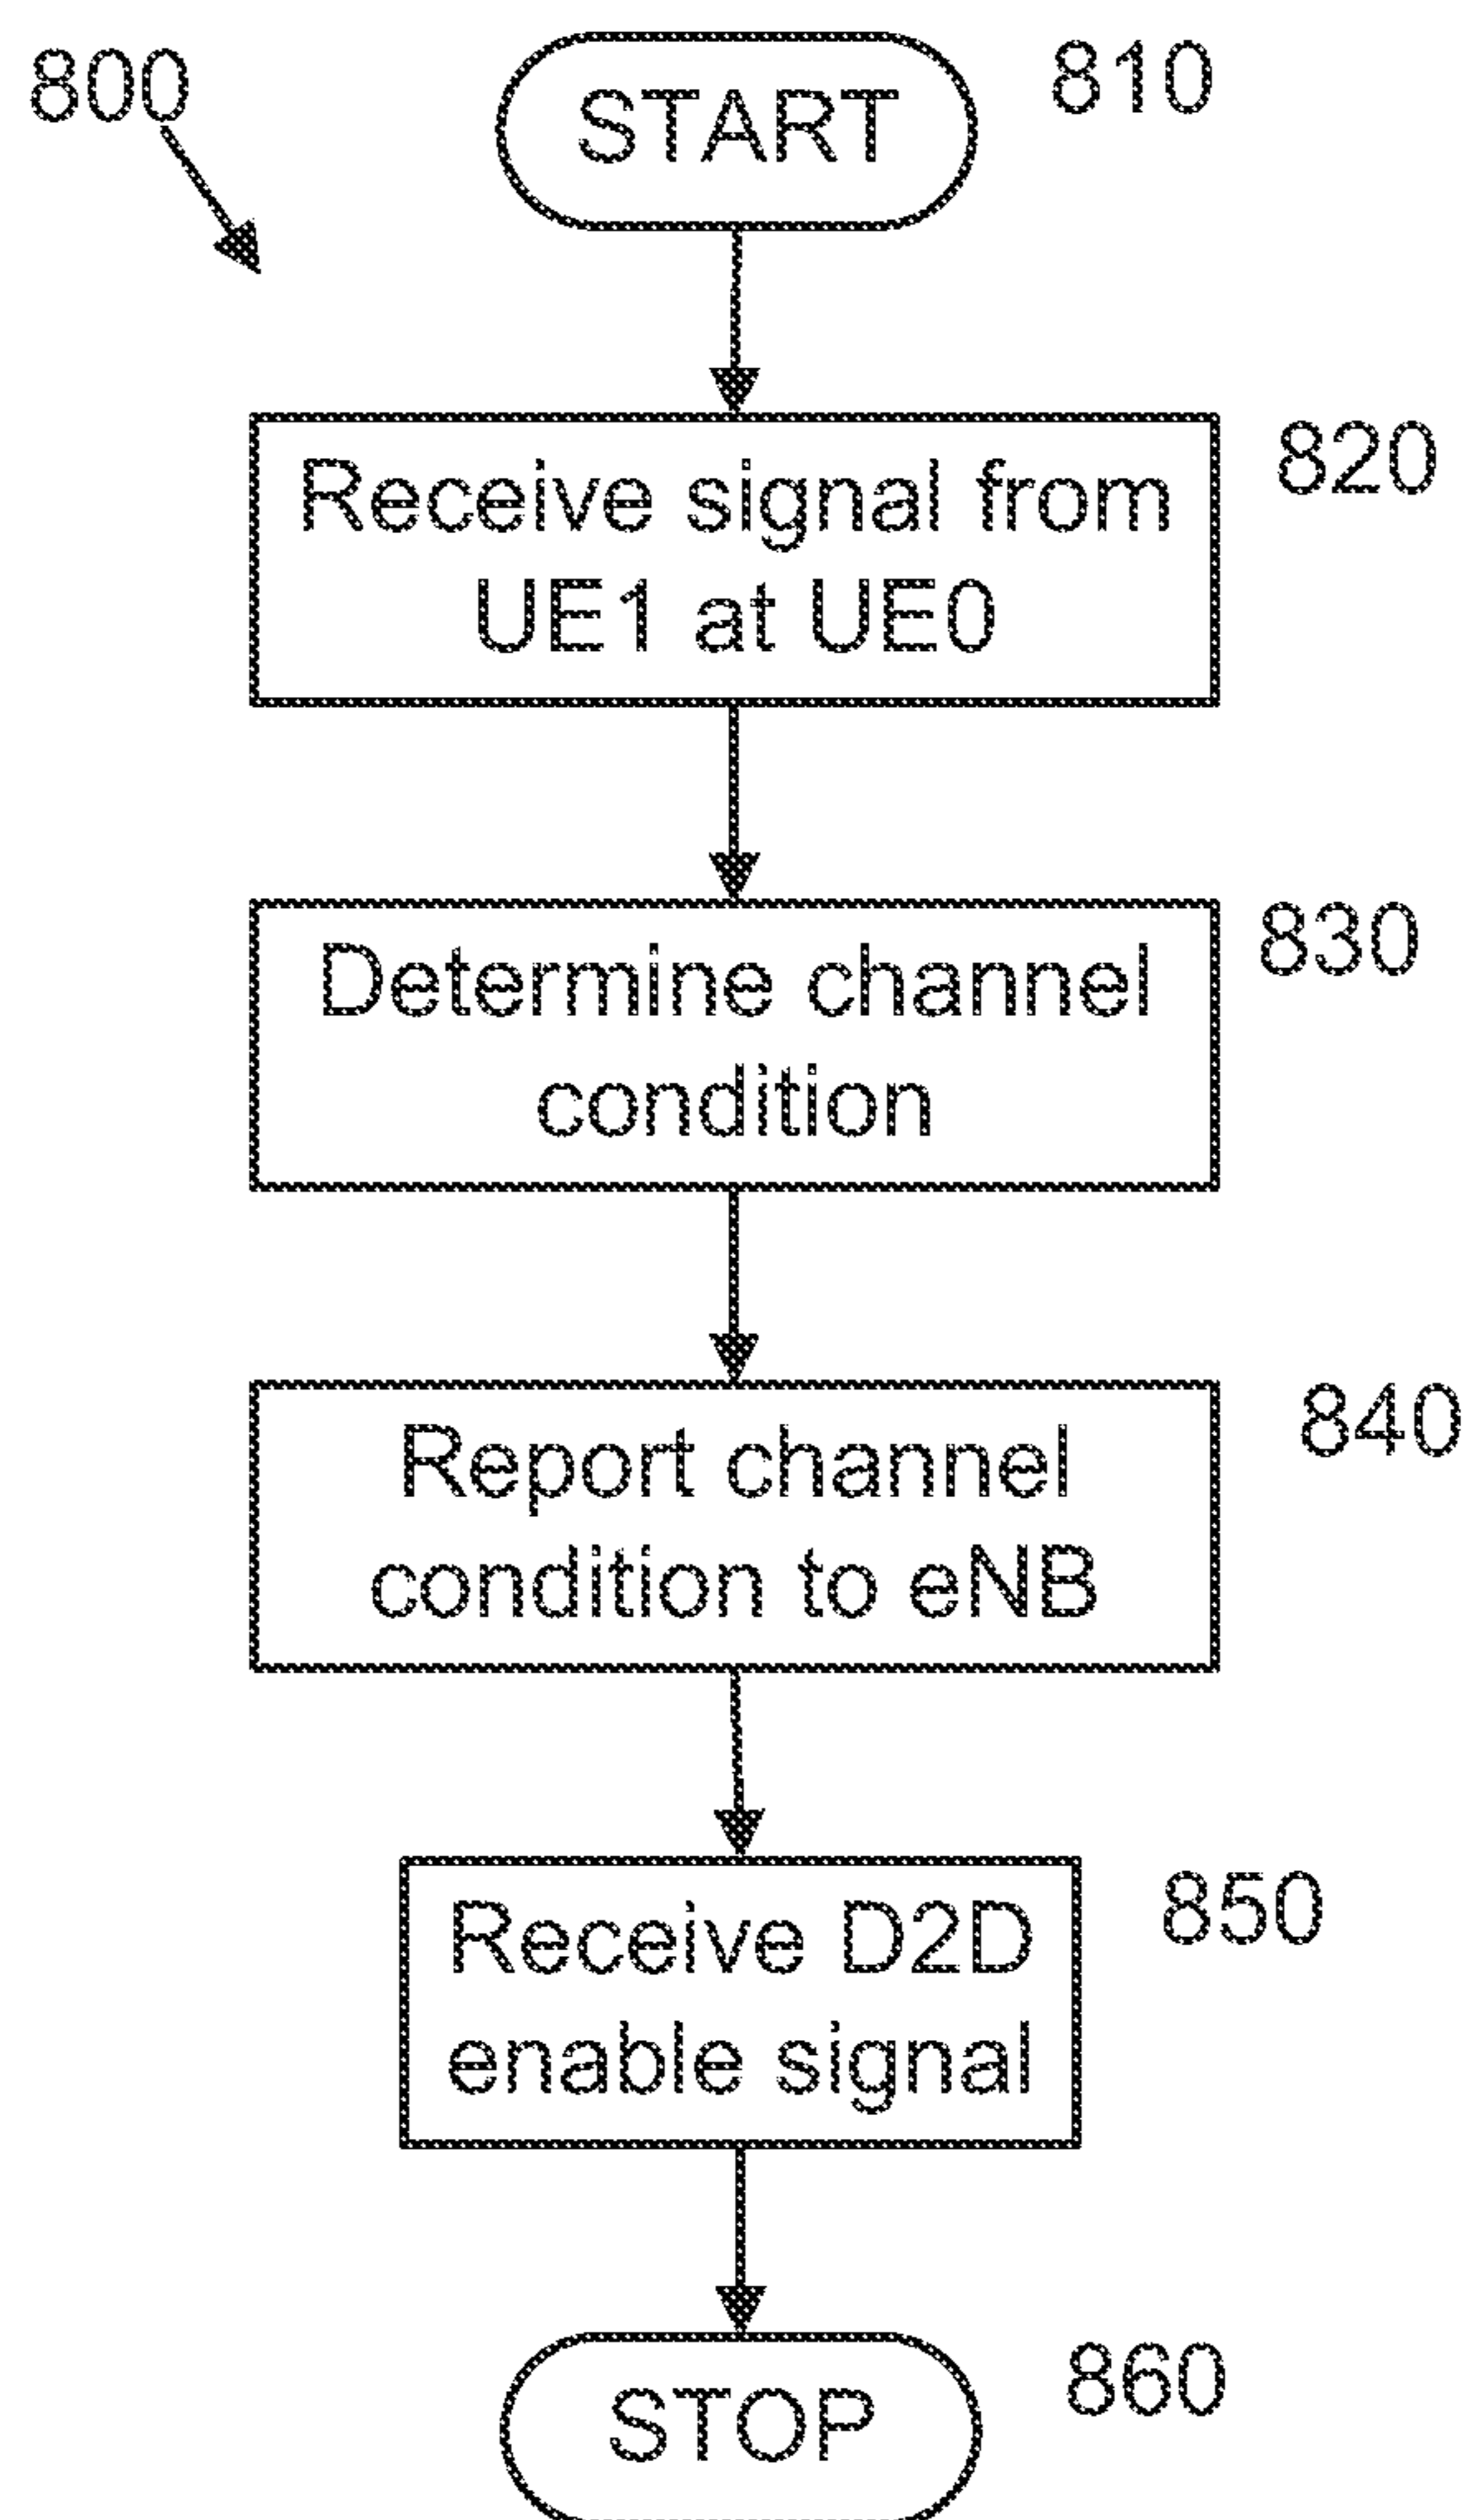 800
START
810
Receive signal from
UE1 at UE0
820
Determine channel
condition
830
Report channel
condition to eNB
840
Receive D2D
enable signal
850
STOP
860